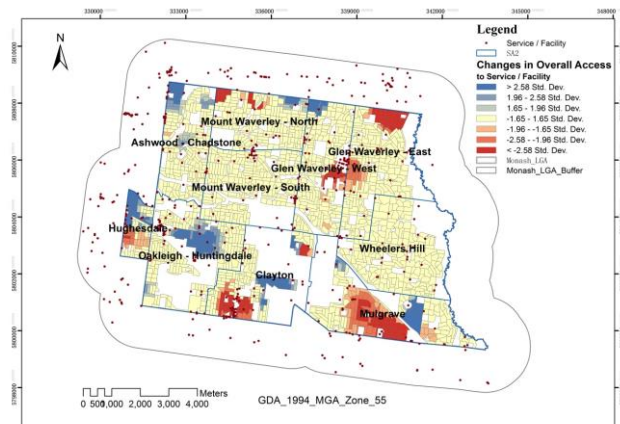 330000 333000 336000 339000 342000 345000 348000
N
Legend
Service / Facility
SA2
Changes in Overall Access
to Service / Facility
> 2.58 Std. Dev.
1.96 - 2.58 Std. Dev.
1.65 - 1.96 Std. Dev.
-1.65 - 1.65 Std. Dev.
-1.96 - -1.65 Std. Dev.
-2.58 - -1.96 Std. Dev.
< -2.58 Std. Dev.
Monash_LGA
Monash_LGA_Buffer
Mount Waverley - North
Ashwood - Chadstone
Glen Waverley - East
Glen Waverley - West
Mount Waverley - South
Hughesdale
Oakleigh - Huntingdale
Wheelers Hill
Clayton
Mulgrave
Meters
0 500 1,000 2,000 3,000 4,000
GDA_1994_MGA_Zone_55